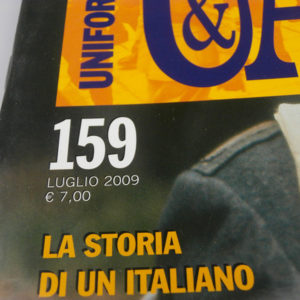 UNIFOR
&
159
LUGLIO 2009
€ 7,00
LA STORIA
DI UN ITALIANO